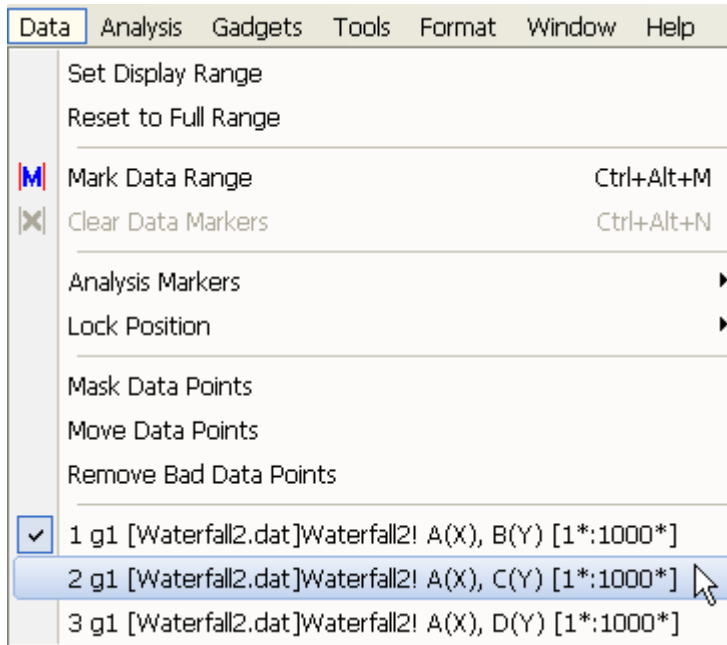 Data Analysis Gadgets Tools Format Window Help
Set Display Range
Reset to Full Range
M Mark Data Range Ctrl+Alt+M
Clear Data Markers Ctrl+Alt+N
Analysis Markers
Lock Position
Mask Data Points
Move Data Points
Remove Bad Data Points
1 g1 [Waterfall2.dat]Waterfall2! A(X), B(Y) [1*:1000*]
2 g1 [Waterfall2.dat]Waterfall2! A(X), C(Y) [1*:1000*]
3 g1 [Waterfall2.dat]Waterfall2! A(X), D(Y) [1*:1000*]